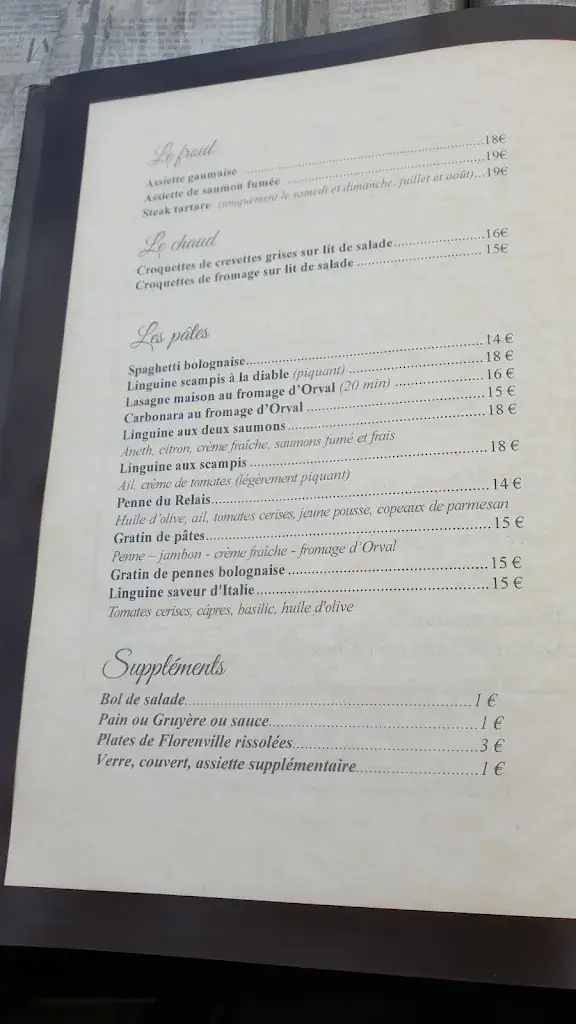 Le froid
Assiette gaumaise ........ 18€
Assiette de saumon fumée ........ 19€
Steak tartare (uniquement le samedi et dimanche, juillet et août)...19€
Le chaud
Croquettes de crevettes grises sur lit de salade........ 16€
Croquettes de fromage sur lit de salade ........ 15€
Les pâtes
Spaghetti bolognaise........ 14 €
Linguine scampis à la diable (piquant) ........ 18 €
Lasagne maison au fromage d'Orval (20 min) ........ 16 €
Carbonara au fromage d'Orval ........ 15 €
Linguine aux deux saumons ........ 18 €
Aneth, citron, crème fraîche, saumons fumé et frais
Linguine aux scampis ........ 18 €
Ail, crème de tomates (légèrement piquant)
Penne du Relais........ 14 €
Huile d'olive, ail, tomates cerises, jeune pousse, copeaux de parmesan
Gratin de pâtes........ 15 €
Penne – jambon - crème fraîche - fromage d'Orval
Gratin de pennes bolognaise ........ 15 €
Linguine saveur d'Italie........ 15 €
Tomates cerises, câpres, basilic, huile d'olive
Suppléments
Bol de salade........ 1 €
Pain ou Gruyère ou sauce........ 1 €
Plates de Florenville rissolées........ 3 €
Verre, couvert, assiette supplémentaire........ 1 €